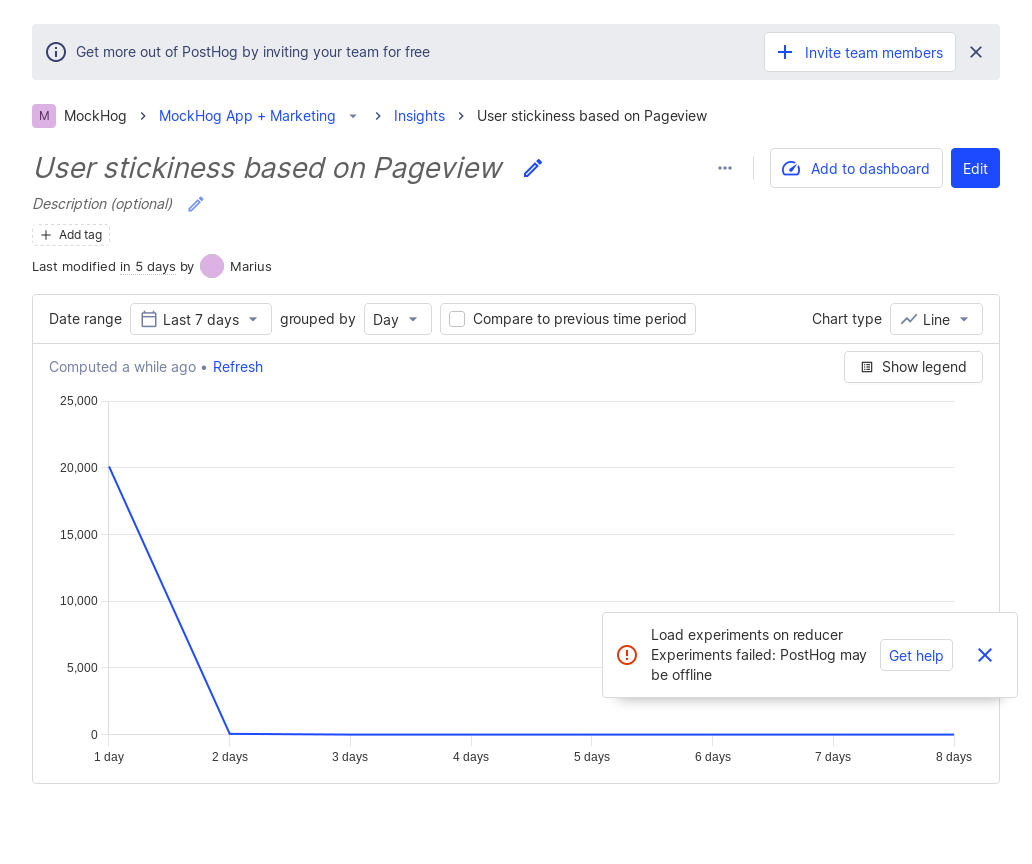 Get more out of PostHog by inviting your team for free
Invite team members
M MockHog MockHog App + Marketing Insights User stickiness based on Pageview
User stickiness based on Pageview
Add to dashboard Edit
Description (optional)
Add tag
Last modified in 5 days by Marius
Date range Last 7 days grouped by Day Compare to previous time period Chart type Line
Computed a while ago • Refresh
Show legend
25,000
20,000
15,000
10,000
5,000
0
1 day 2 days 3 days 4 days 5 days 6 days 7 days 8 days
Load experiments on reducer
Experiments failed: PostHog may
be offline
Get help